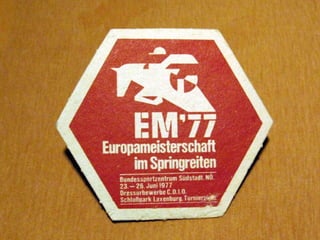 EM'77
Europameisterschaft
im Springreiten
Bundessportzentrum Südstadt, NÖ.
23.—26. Juni 1977
Dressurbewerbe C.D.I.O.
Schloßpark Laxenburg, Turnierplatz